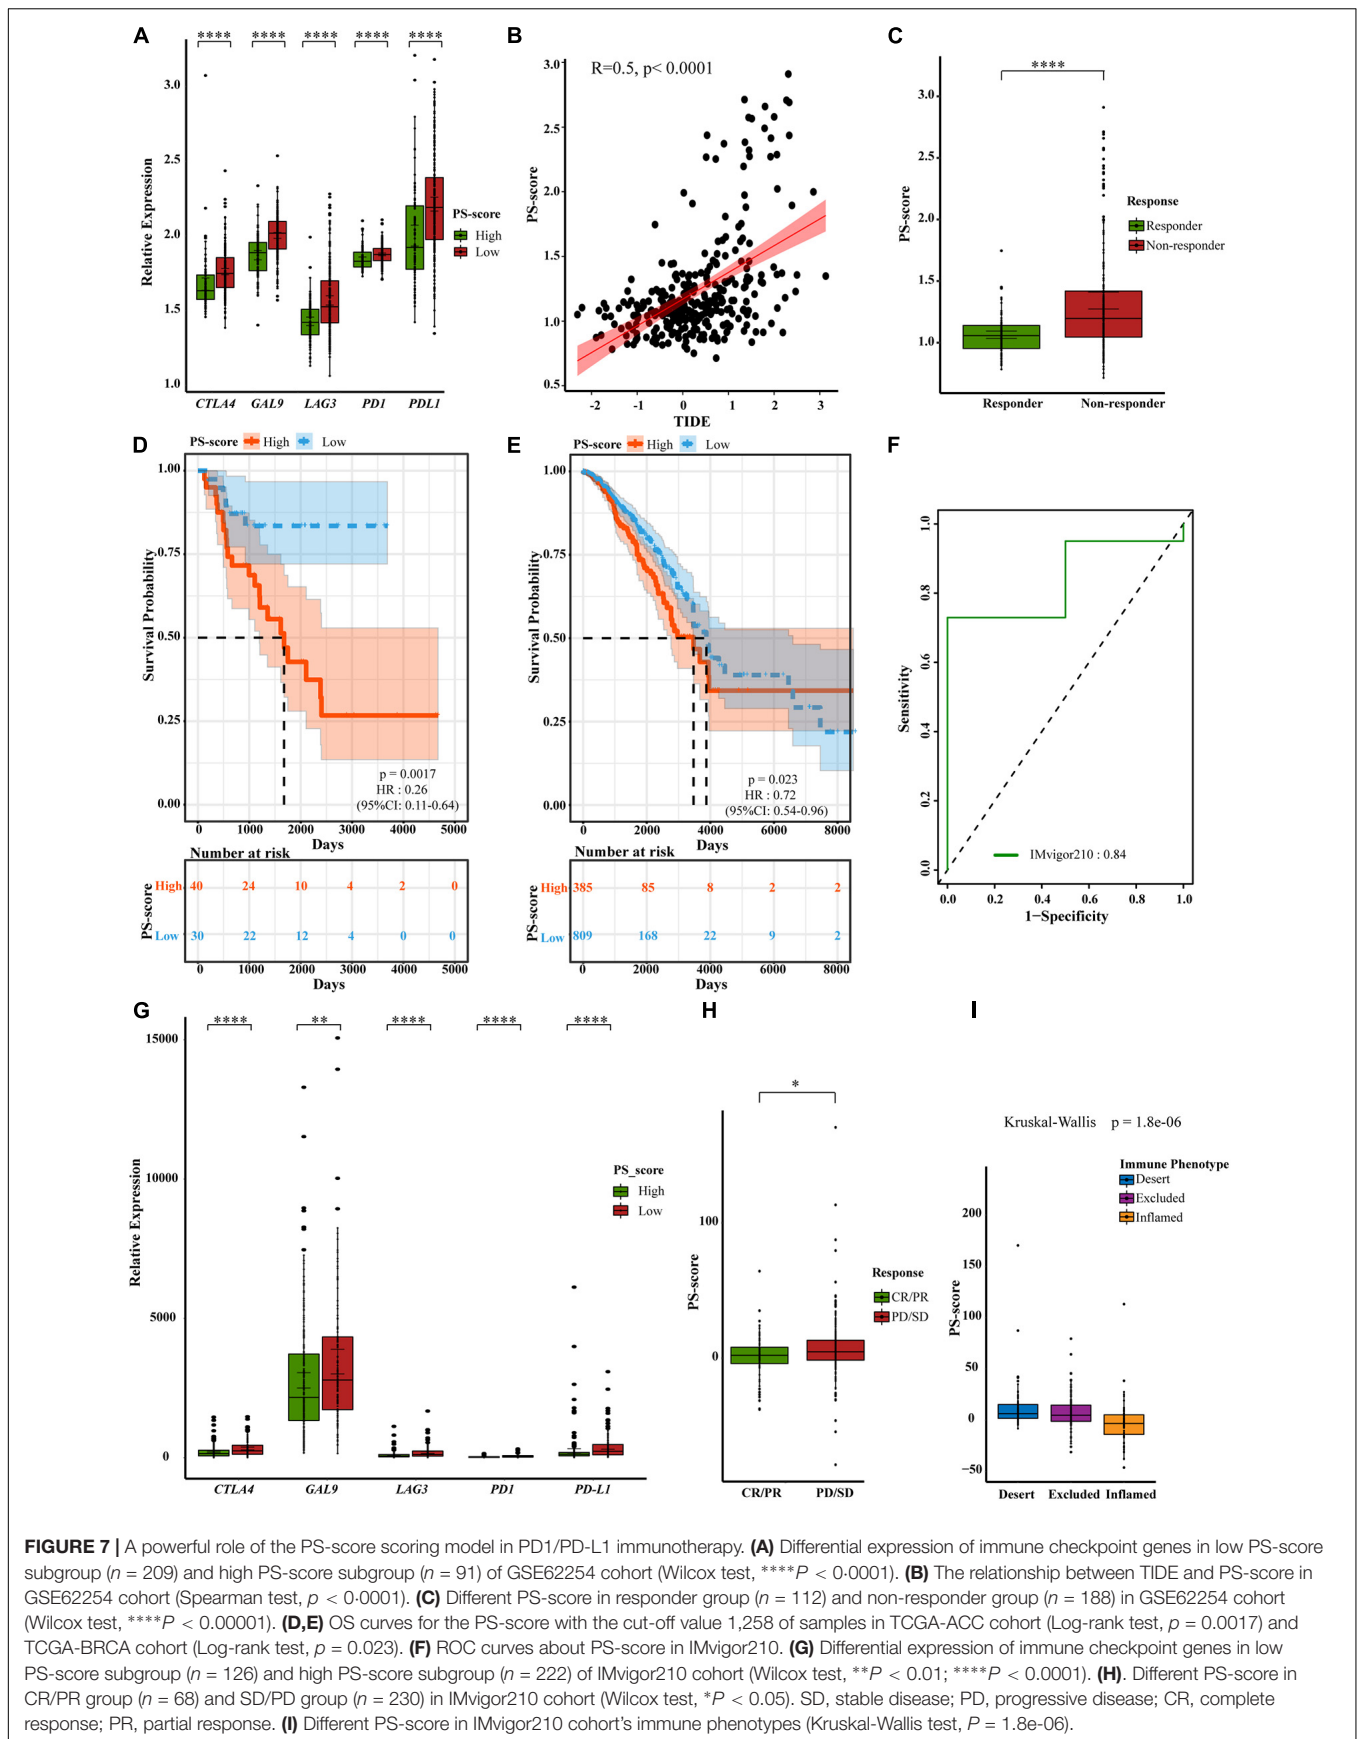 A
****
****
****
****
****
Relative Expression
3.0
2.5
2.0
1.5
1.0
CTLA4 GAL9 LAG3 PD1 PDL1
PS-score
High
Low
B
R=0.5, p< 0.0001
PS-score
3.0
2.5
2.0
1.5
1.0
0.5
-2 -1 0 1 2 3
TIDE
C
****
PS-score
3.0
2.5
2.0
1.5
1.0
Responder Non-responder
Response
Responder
Non-responder
D
PS-score High Low
Survival Probability
1.00
0.75
0.50
0.25
0.00
p = 0.0017
HR : 0.26
(95%CI: 0.11-0.64)
0 1000 2000 3000 4000 5000
Days
Number at risk
PS-score
High 40 24 10 4 2 0
Low 30 22 12 4 0 0
0 1000 2000 3000 4000 5000
Days
E
PS-score High Low
Survival Probability
1.00
0.75
0.50
0.25
0.00
p = 0.023
HR : 0.72
(95%CI: 0.54-0.96)
0 2000 4000 6000 8000
Days
Number at risk
PS-score
High 385 85 8 2 2
Low 809 168 22 9 2
0 2000 4000 6000 8000
Days
F
Sensitivity
1.0
0.8
0.6
0.4
0.2
0.0
IMvigor210 : 0.84
0.0 0.2 0.4 0.6 0.8 1.0
1−Specificity
G
****
**
****
****
****
Relative Expression
15000
10000
5000
0
CTLA4 GAL9 LAG3 PD1 PD-L1
PS_score
High
Low
H
*
PS-score
100
0
CR/PR PD/SD
Response
CR/PR
PD/SD
I
Kruskal-Wallis p = 1.8e-06
Immune Phenotype
Desert
Excluded
Inflamed
PS-score
200
150
100
50
0
−50
Desert Excluded Inflamed
FIGURE 7 | A powerful role of the PS-score scoring model in PD1/PD-L1 immunotherapy. (A) Differential expression of immune checkpoint genes in low PS-score
subgroup (n = 209) and high PS-score subgroup (n = 91) of GSE62254 cohort (Wilcox test, ****P < 0·0001). (B) The relationship between TIDE and PS-score in
GSE62254 cohort (Spearman test, p < 0·0001). (C) Different PS-score in responder group (n = 112) and non-responder group (n = 188) in GSE62254 cohort
(Wilcox test, ****P < 0.00001). (D,E) OS curves for the PS-score with the cut-off value 1,258 of samples in TCGA-ACC cohort (Log-rank test, p = 0.0017) and
TCGA-BRCA cohort (Log-rank test, p = 0.023). (F) ROC curves about PS-score in IMvigor210. (G) Differential expression of immune checkpoint genes in low
PS-score subgroup (n = 126) and high PS-score subgroup (n = 222) of IMvigor210 cohort (Wilcox test, **P < 0.01; ****P < 0.0001). (H). Different PS-score in
CR/PR group (n = 68) and SD/PD group (n = 230) in IMvigor210 cohort (Wilcox test, *P < 0.05). SD, stable disease; PD, progressive disease; CR, complete
response; PR, partial response. (I) Different PS-score in IMvigor210 cohort's immune phenotypes (Kruskal-Wallis test, P = 1.8e-06).